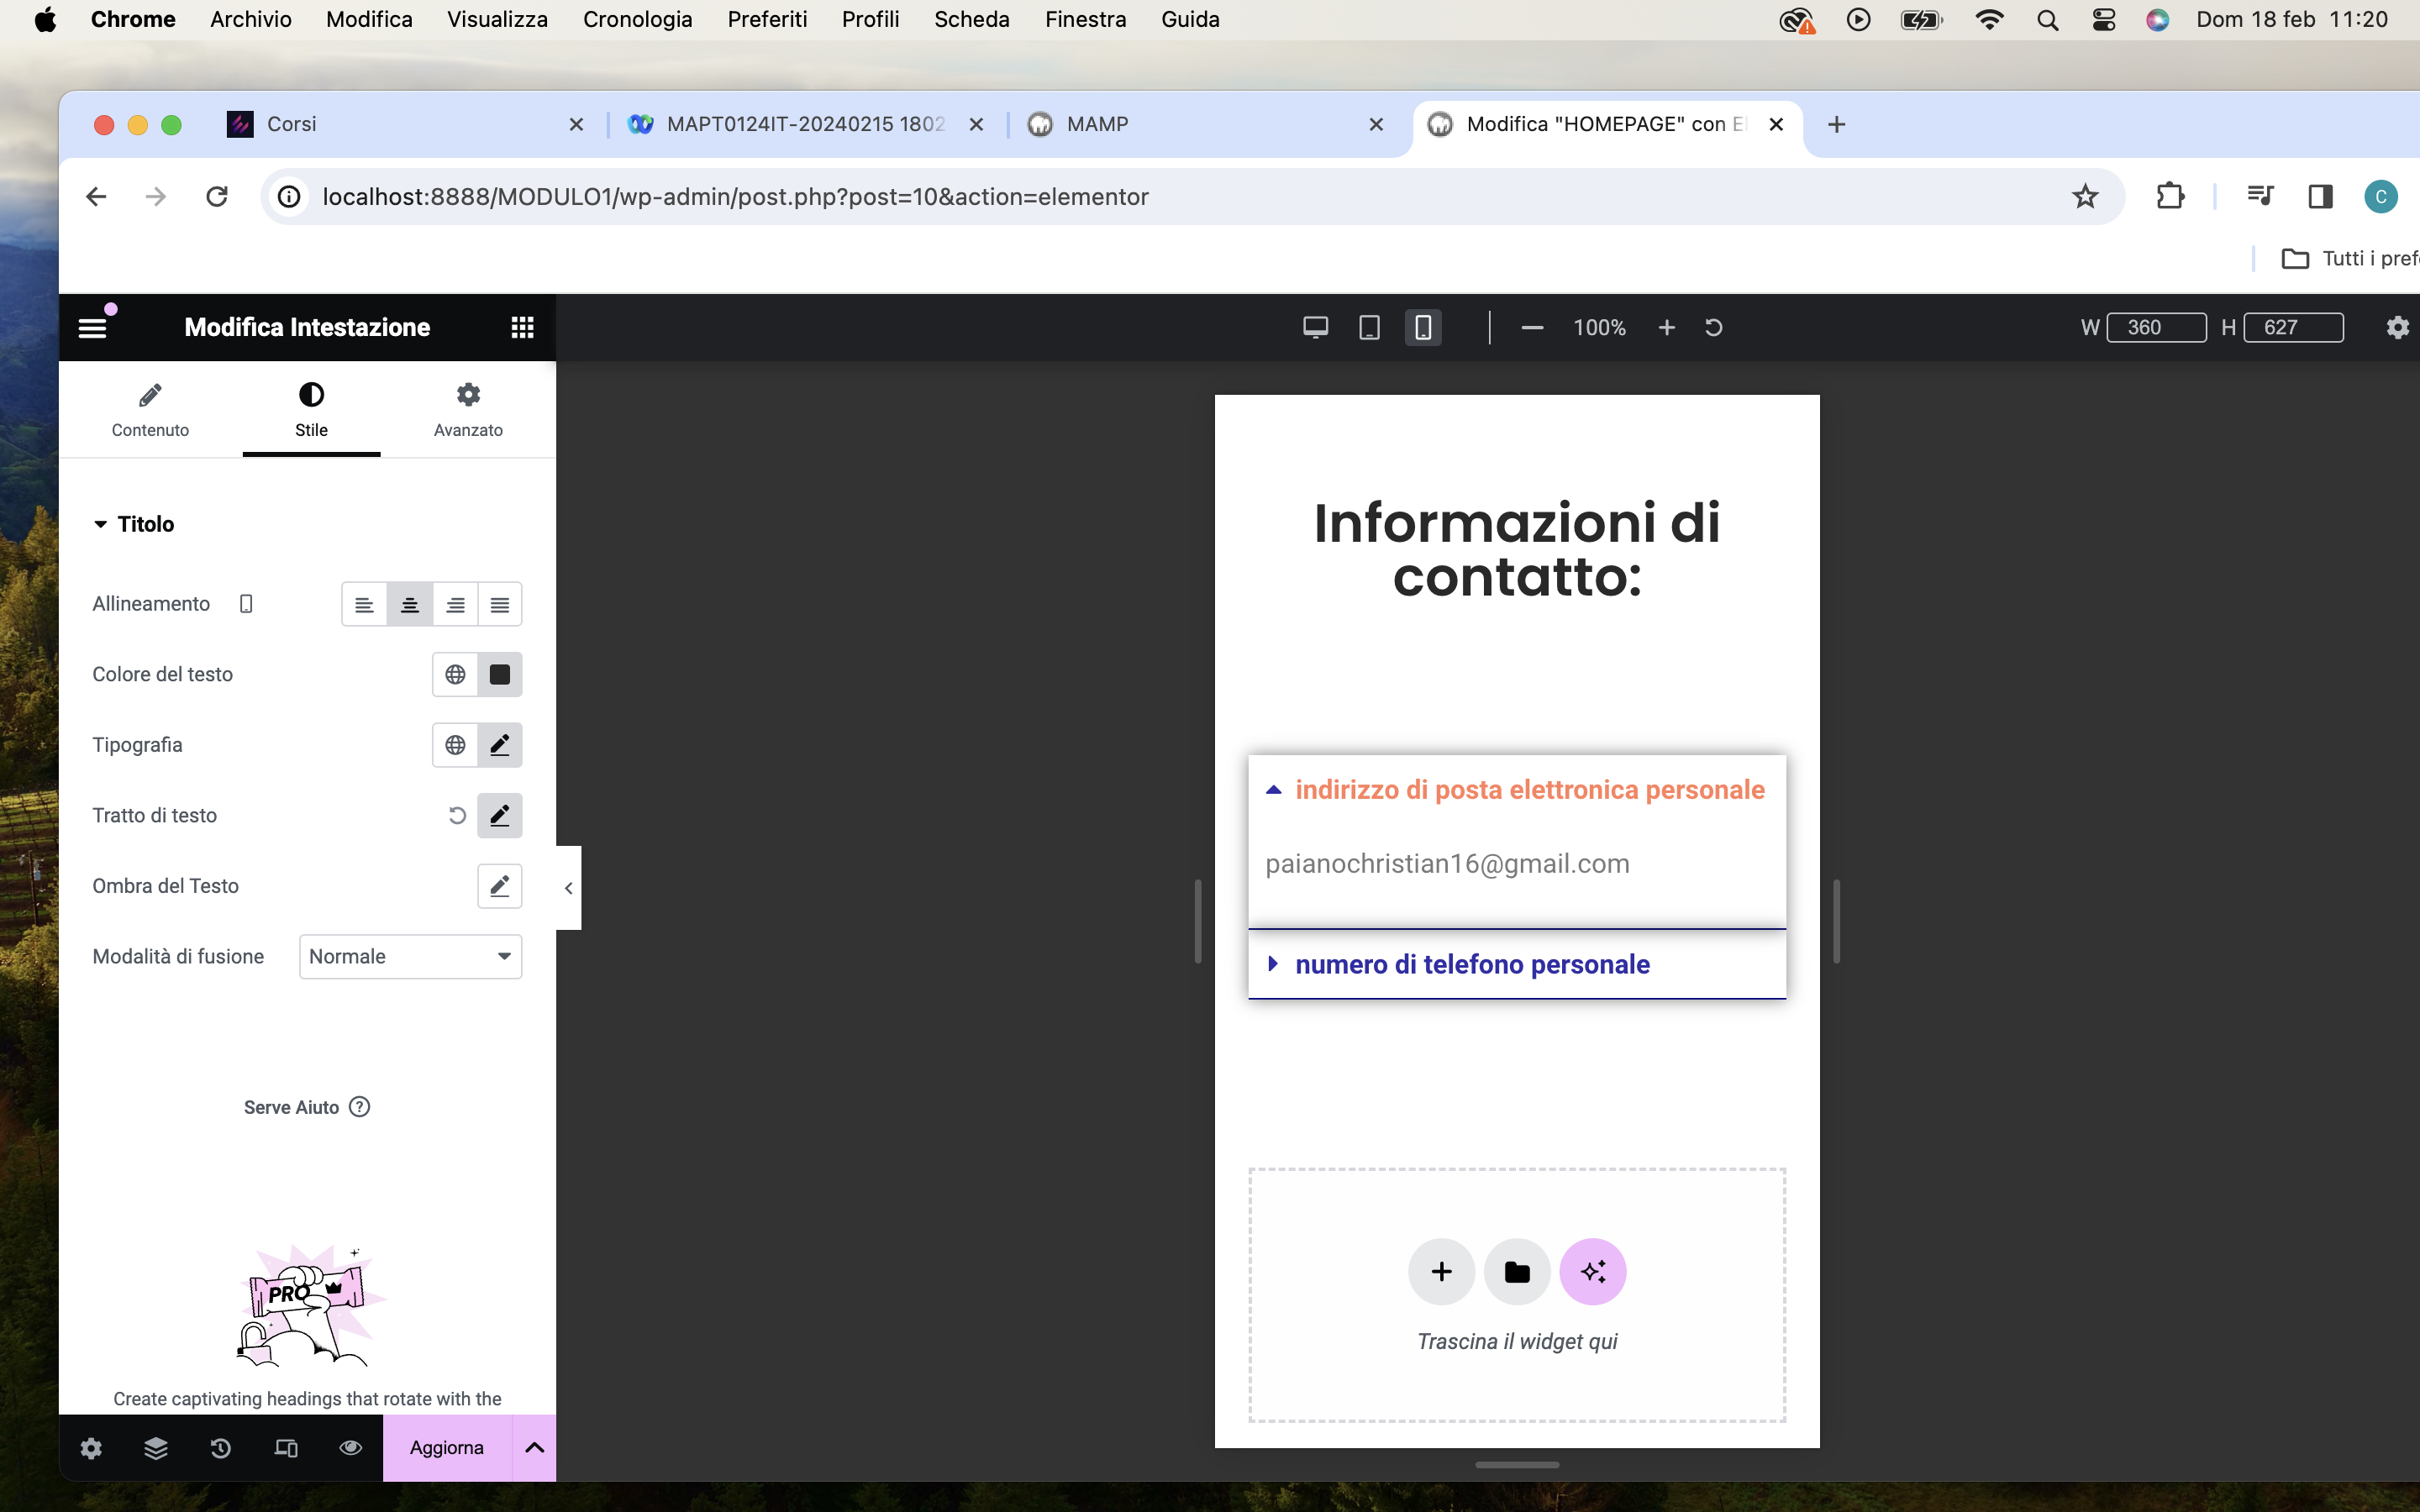 Chrome Archivio Modifica Visualizza Cronologia Preferiti Profili Scheda Finestra Guida Dom 18 feb 11:20
Corsi MAPT0124IT-20240215 1802 MAMP Modifica "HOMEPAGE" con El
localhost:8888/MODULO1/wp-admin/post.php?post=10&action=elementor C
Tutti i pref
Modifica Intestazione 100% W 360 H 627
Contenuto Stile Avanzato
Titolo
Allineamento
Colore del testo
Tipografia
Tratto di testo
Ombra del Testo
Modalità di fusione Normale
Serve Aiuto ?
PRO
Create captivating headings that rotate with the
Aggiorna
Informazioni di
contatto:
indirizzo di posta elettronica personale
paianochristian16@gmail.com
numero di telefono personale
Trascina il widget qui